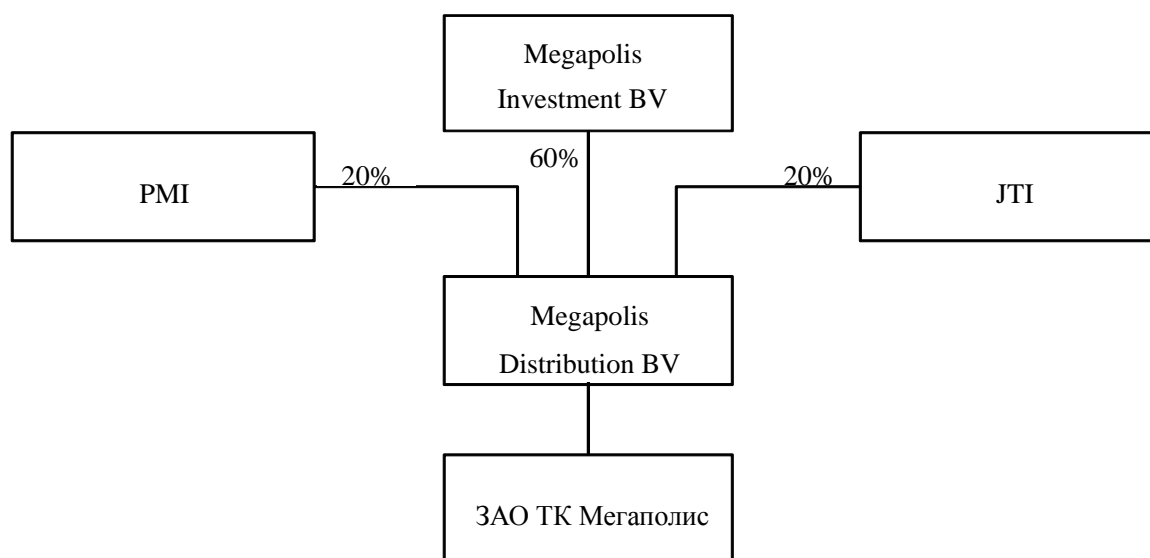 Megapolis
Investment BV
60%
PMI
20%
20%
JTI
Megapolis
Distribution BV
ЗАО ТК Мегаполис